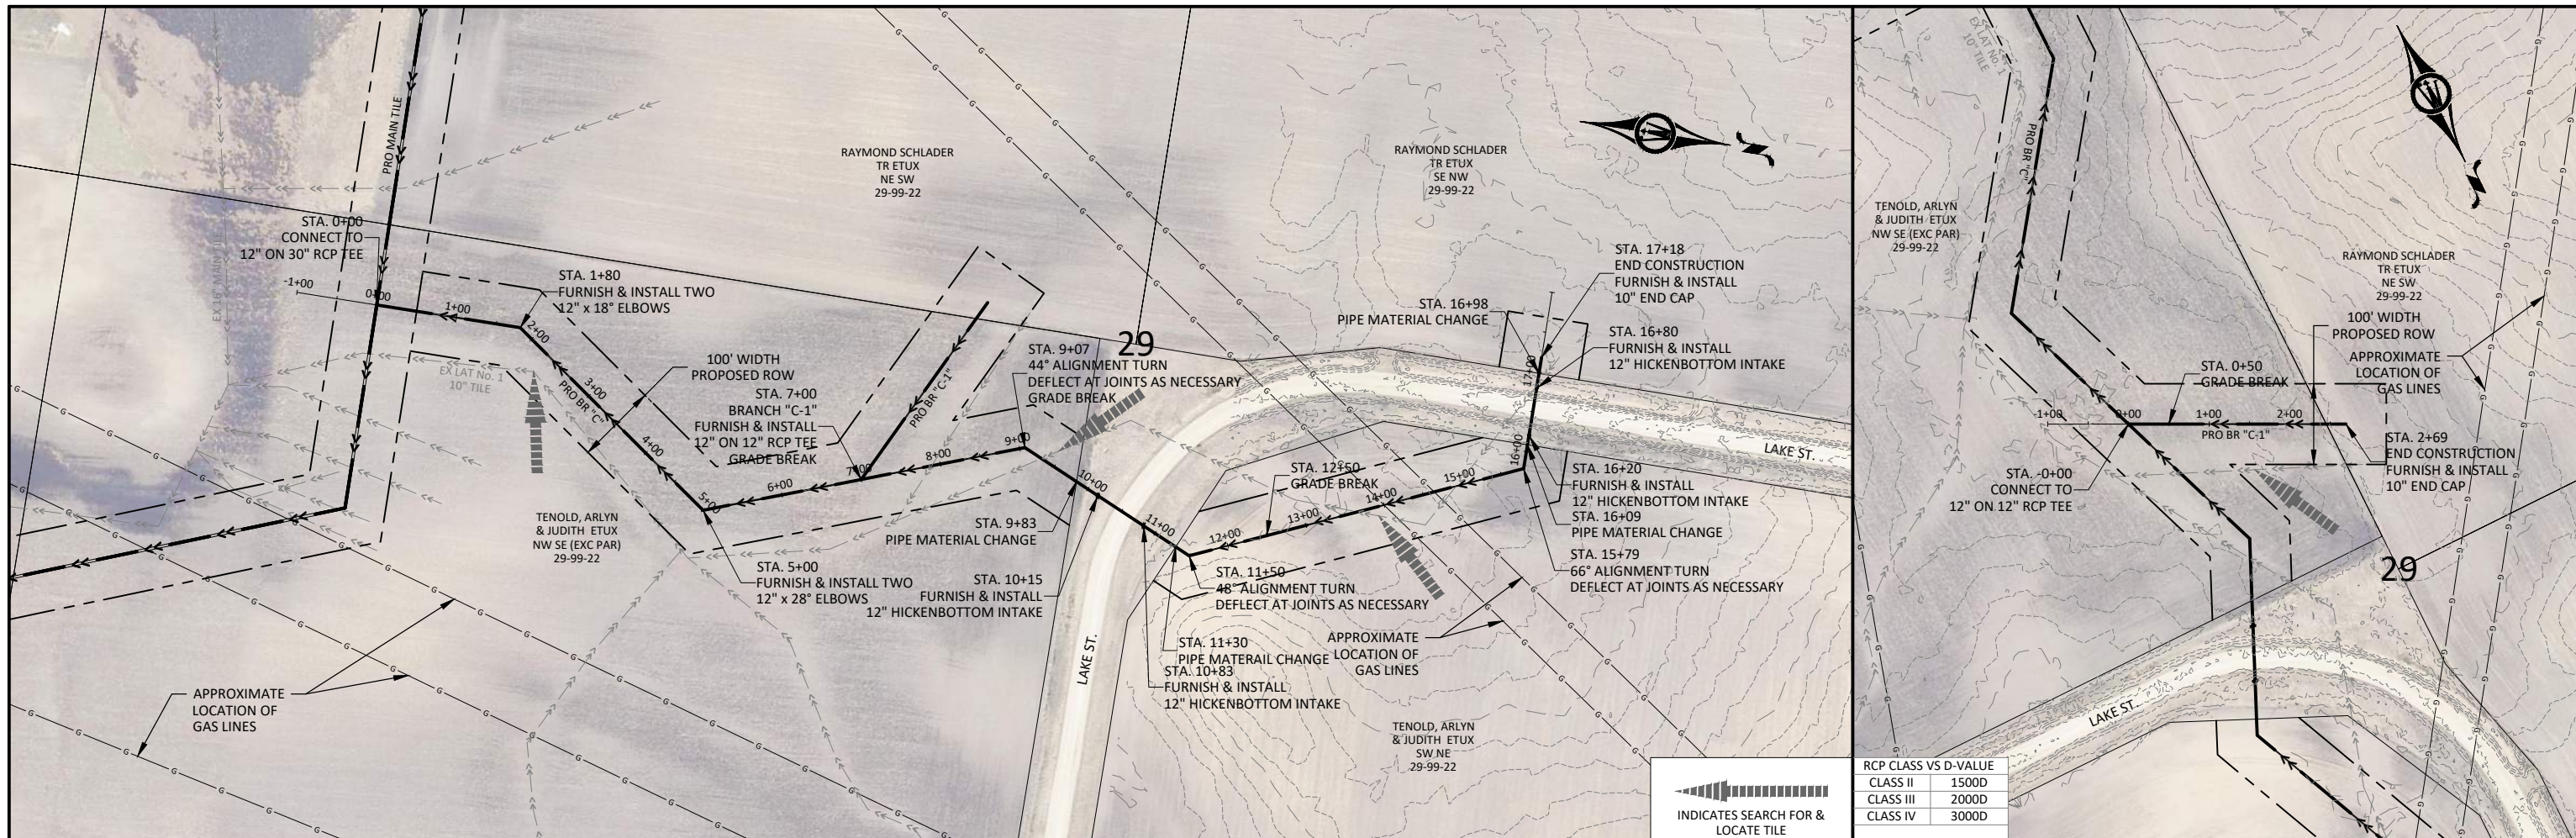 PRO MAIN TILE
RAYMOND SCHLADER
TR ETUX
NE SW
29-99-22
RAYMOND SCHLADER
TR ETUX
SE NW
29-99-22
STA. 0+00
CONNECT TO
12" ON 30" RCP TEE
-1+00
0+00
1+00
2+00
3+00
4+00
5+00
6+00
7+00
8+00
9+00
10+00
11+00
12+00
13+00
14+00
15+00
16+00
17+00
STA. 1+80
FURNISH & INSTALL TWO
12" x 18° ELBOWS
EX LAT No. 1
10" TILE
PRO BR "C"
100' WIDTH
PROPOSED ROW
STA. 7+00
BRANCH "C-1"
FURNISH & INSTALL
12" ON 12" RCP TEE
GRADE BREAK
PRO BR "C-1"
STA. 9+07
44° ALIGNMENT TURN
DEFLECT AT JOINTS AS NECESSARY
GRADE BREAK
29
STA. 17+18
END CONSTRUCTION
FURNISH & INSTALL
10" END CAP
STA. 16+98
PIPE MATERIAL CHANGE
STA. 16+80
FURNISH & INSTALL
12" HICKENBOTTOM INTAKE
LAKE ST.
STA. 12+50
GRADE BREAK
STA. 16+20
FURNISH & INSTALL
12" HICKENBOTTOM INTAKE
STA. 16+09
PIPE MATERIAL CHANGE
STA. 15+79
66° ALIGNMENT TURN
DEFLECT AT JOINTS AS NECESSARY
TENOLD, ARLYN
& JUDITH ETUX
NW SE (EXC PAR)
29-99-22
STA. 9+83
PIPE MATERIAL CHANGE
STA. 5+00
FURNISH & INSTALL TWO
12" x 28° ELBOWS
STA. 10+15
FURNISH & INSTALL
12" HICKENBOTTOM INTAKE
STA. 11+50
48° ALIGNMENT TURN
DEFLECT AT JOINTS AS NECESSARY
STA. 11+30
PIPE MATERAIL CHANGE
STA. 10+83
FURNISH & INSTALL
12" HICKENBOTTOM INTAKE
APPROXIMATE
LOCATION OF
GAS LINES
LAKE ST.
APPROXIMATE
LOCATION OF
GAS LINES
TENOLD, ARLYN
& JUDITH ETUX
SW NE
29-99-22
INDICATES SEARCH FOR &
LOCATE TILE
EX LAT No. 1
10" TILE
PRO BR "C"
TENOLD, ARLYN
& JUDITH ETUX
NW SE (EXC PAR)
29-99-22
RAYMOND SCHLADER
TR ETUX
NE SW
29-99-22
100' WIDTH
PROPOSED ROW
APPROXIMATE
LOCATION OF
GAS LINES
STA. 0+50
GRADE BREAK
-1+00
0+00
1+00
2+00
PRO BR "C-1"
STA. 2+69
END CONSTRUCTION
FURNISH & INSTALL
10" END CAP
STA. -0+00
CONNECT TO
12" ON 12" RCP TEE
29
LAKE ST.
RCP CLASS VS D-VALUE
CLASS II 1500D
CLASS III 2000D
CLASS IV 3000D